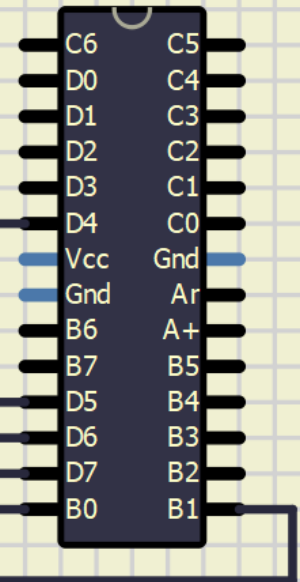 C6 C5
D0 C4
D1 C3
D2 C2
D3 C1
D4 C0
Vcc Gnd
Gnd Ar
B6 A+
B7 B5
D5 B4
D6 B3
D7 B2
B0 B1